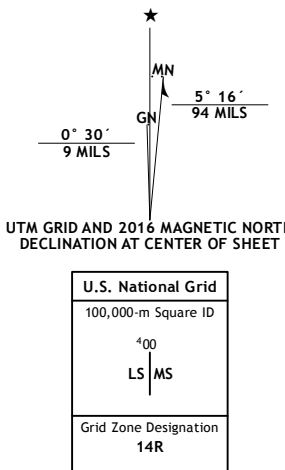 ★
MN
GN
5° 16´
94 MILS
0° 30´
9 MILS
UTM GRID AND 2016 MAGNETIC NORTH
DECLINATION AT CENTER OF SHEET
U.S. National Grid
100,000-m Square ID
⁴00
LS MS
Grid Zone Designation
14R